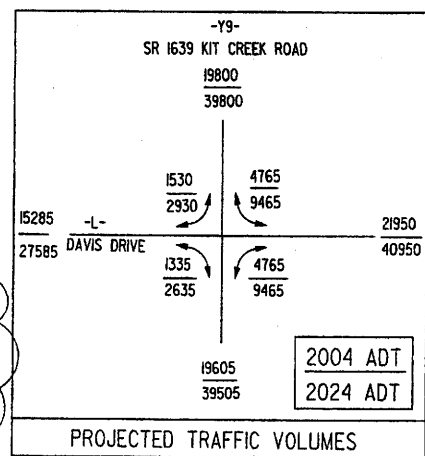 -Y9-
SR 1639 KIT CREEK ROAD
19800
39800
1530
2930
4765
9465
15285
27585
-L-
DAVIS DRIVE
21950
40950
1335
2635
4765
9465
19605
39505
2004 ADT
2024 ADT
PROJECTED TRAFFIC VOLUMES